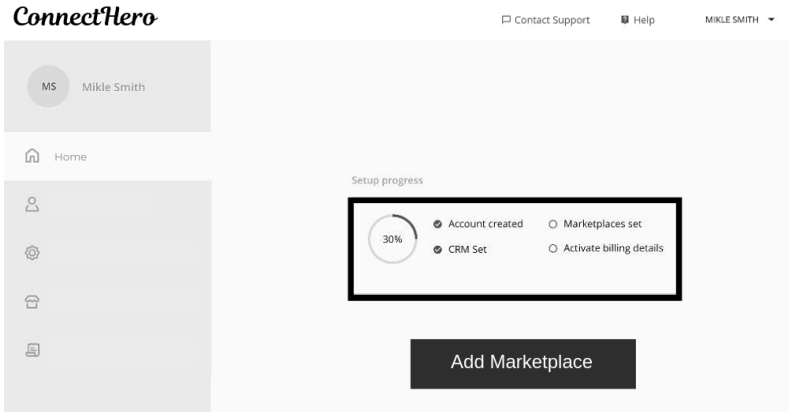 ConnectHero
Contact Support
Help
MIKLE SMITH
MS
Mikle Smith
Home
Setup progress
30%
Account created
Marketplaces set
CRM Set
Activate billing details
Add Marketplace